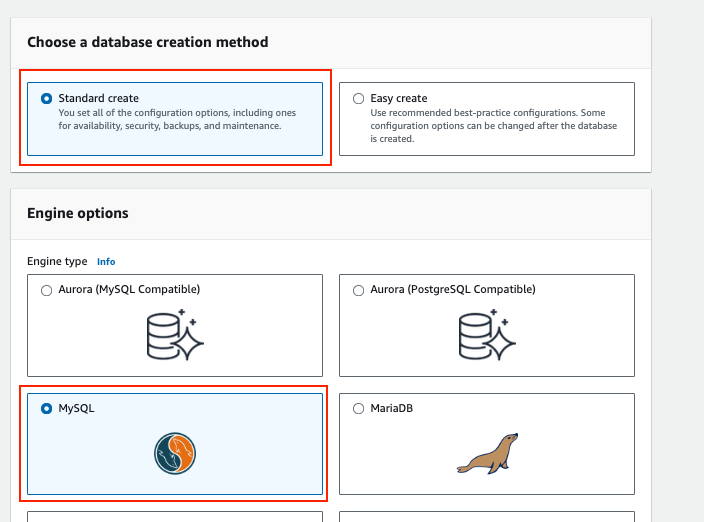 Choose a database creation method
Standard create
You set all of the configuration options, including ones
for availability, security, backups, and maintenance.
Easy create
Use recommended best-practice configurations. Some
configuration options can be changed after the database
is created.
Engine options
Engine type Info
Aurora (MySQL Compatible)
Aurora (PostgreSQL Compatible)
MySQL
MariaDB